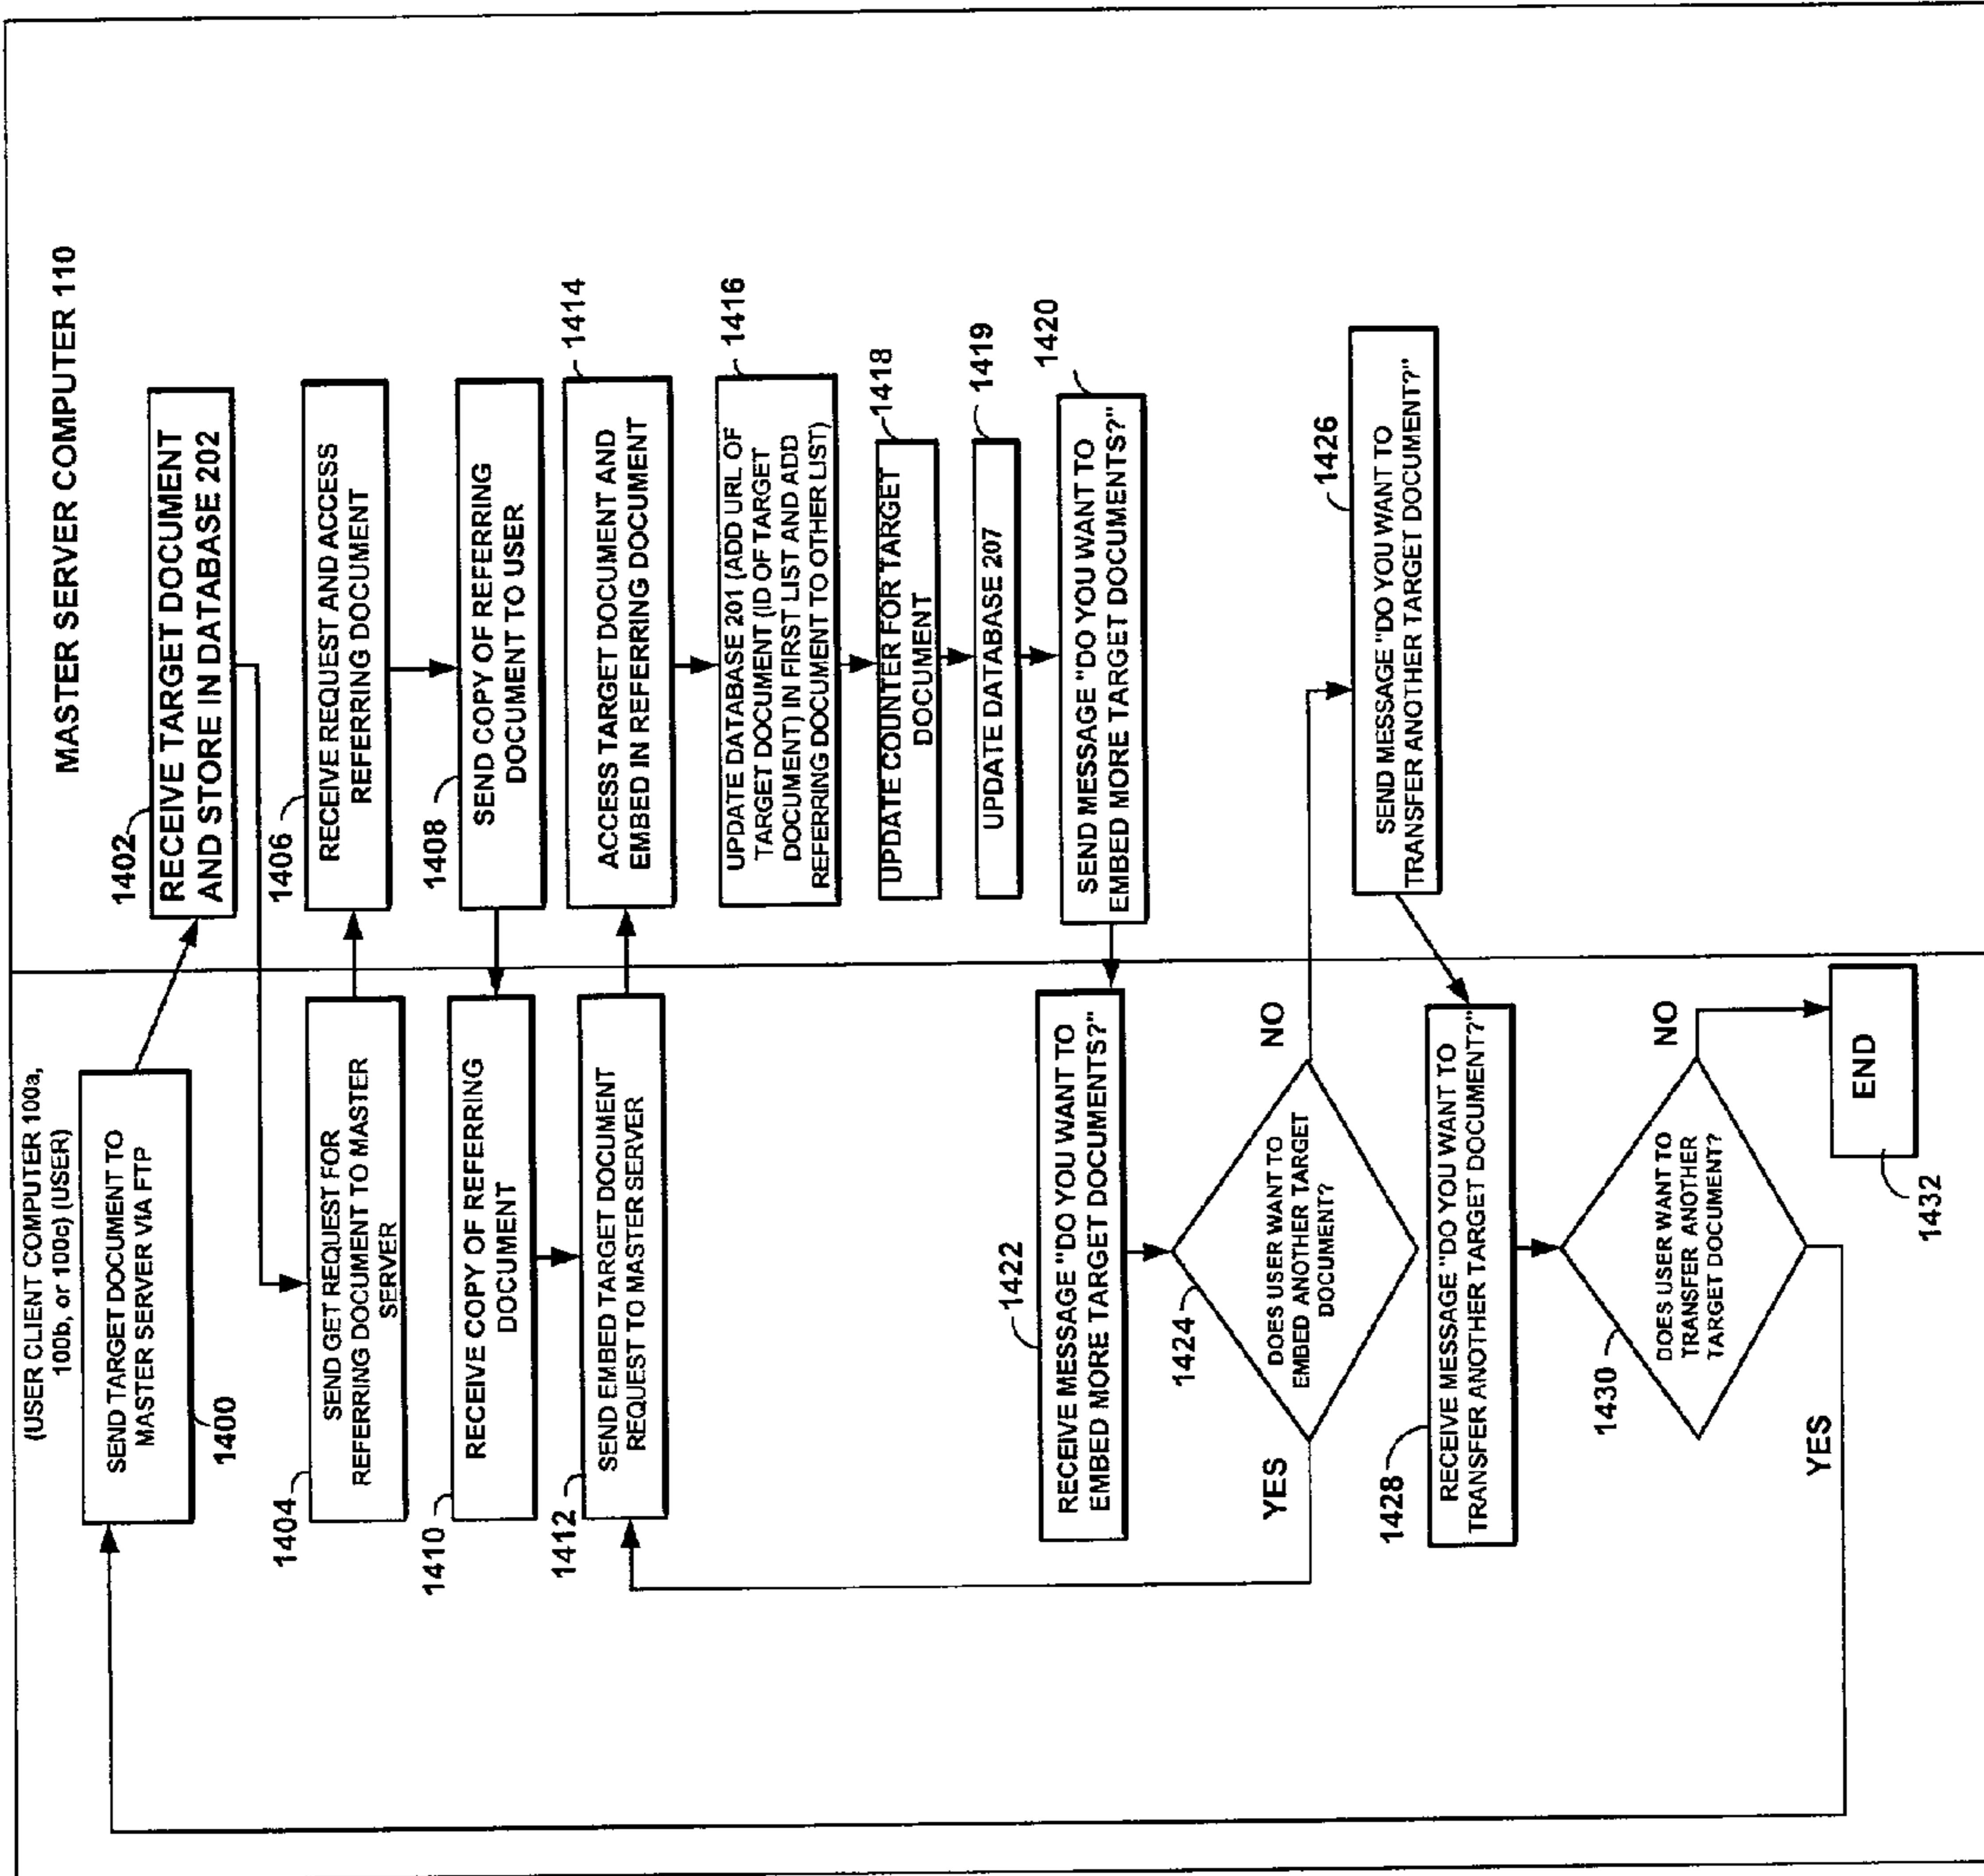 (USER CLIENT COMPUTER 100a,
100b, or 100c) (USER)
MASTER SERVER COMPUTER 110
SEND TARGET DOCUMENT TO
MASTER SERVER VIA FTP
1400
1402
RECEIVE TARGET DOCUMENT
AND STORE IN DATABASE 202
1404
SEND GET REQUEST FOR
REFERRING DOCUMENT TO MASTER
SERVER
1406
RECEIVE REQUEST AND ACCESS
REFERRING DOCUMENT
1408
SEND COPY OF REFERRING
DOCUMENT TO USER
1410
RECEIVE COPY OF REFERRING
DOCUMENT
1412
SEND EMBED TARGET DOCUMENT
REQUEST TO MASTER SERVER
1414
ACCESS TARGET DOCUMENT AND
EMBED IN REFERRING DOCUMENT
1416
UPDATE DATABASE 201 (ADD URL OF
TARGET DOCUMENT (ID OF TARGET
DOCUMENT) IN FIRST LIST AND ADD
REFERRING DOCUMENT TO OTHER LIST)
1418
UPDATE COUNTER FOR TARGET
DOCUMENT
1419
UPDATE DATABASE 207
1420
SEND MESSAGE "DO YOU WANT TO
EMBED MORE TARGET DOCUMENTS?"
1422
RECEIVE MESSAGE "DO YOU WANT TO
EMBED MORE TARGET DOCUMENTS?"
1424
DOES USER WANT TO
EMBED ANOTHER TARGET
DOCUMENT?
YES
NO
1426
SEND MESSAGE "DO YOU WANT TO
TRANSFER ANOTHER TARGET DOCUMENT?"
1428
RECEIVE MESSAGE "DO YOU WANT TO
TRANSFER ANOTHER TARGET DOCUMENT?"
1430
DOES USER WANT TO
TRANSFER ANOTHER
TARGET DOCUMENT?
YES
NO
END
1432